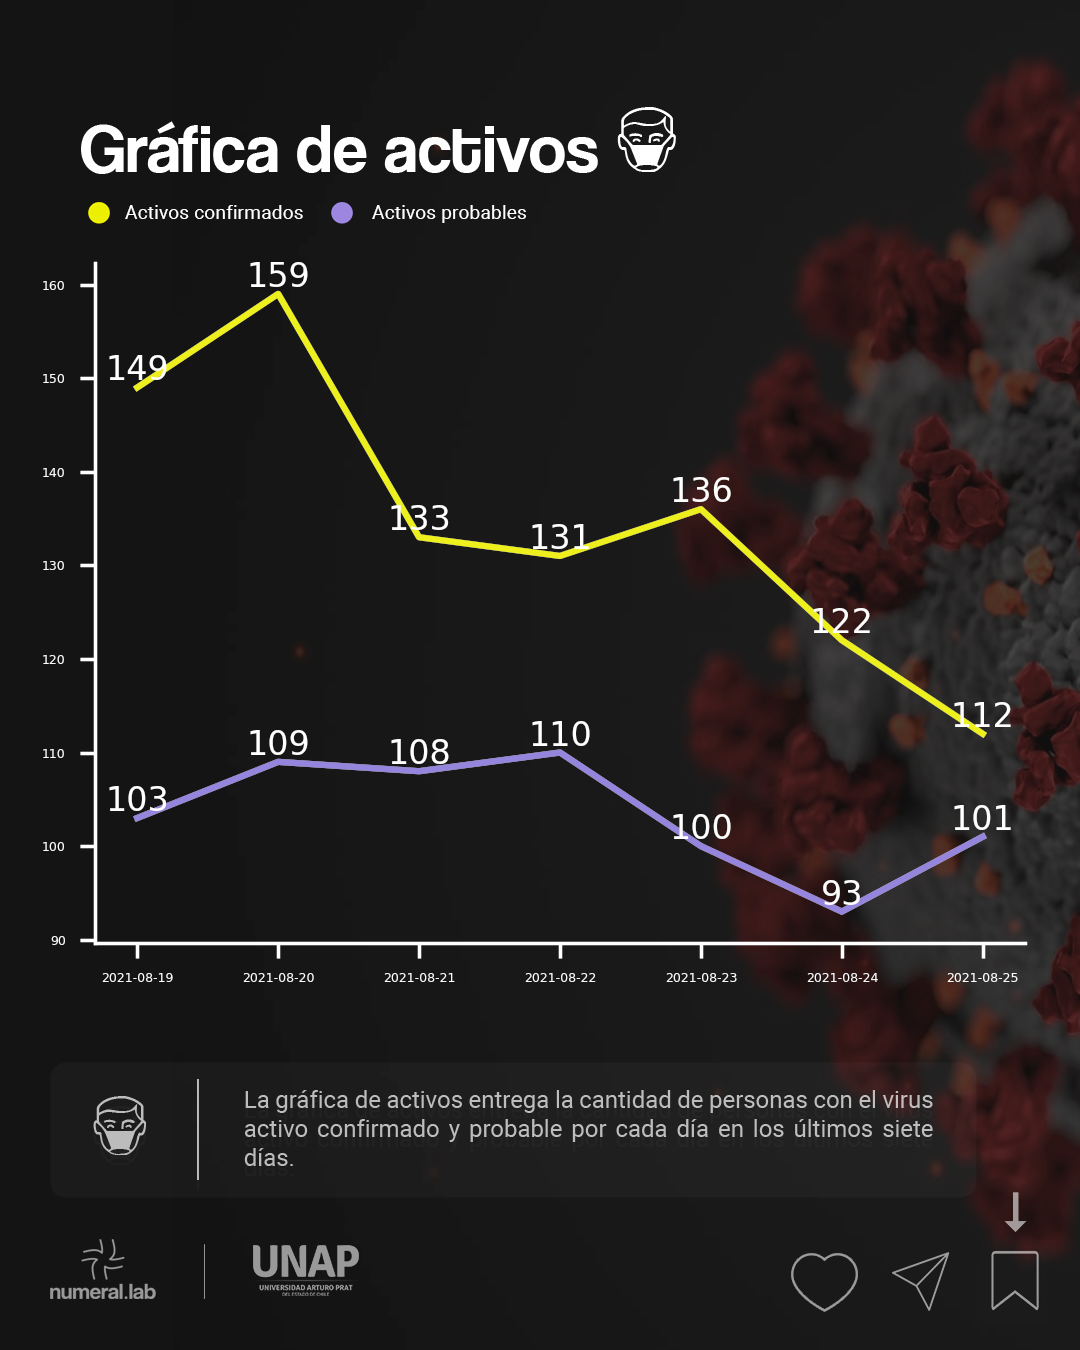 Gráfica de activos
Activos confirmados Activos probables
160
150
140
130
120
110
100
90
149 159 133 131 136 122 112
103 109 108 110 100 93 101
2021-08-19 2021-08-20 2021-08-21 2021-08-22 2021-08-23 2021-08-24 2021-08-25
La gráfica de activos entrega la cantidad de personas con el virus
activo confirmado y probable por cada día en los últimos siete
días.
numeral.lab
UNAP
UNIVERSIDAD ARTURO PRAT
DEL ESTADO DE CHILE